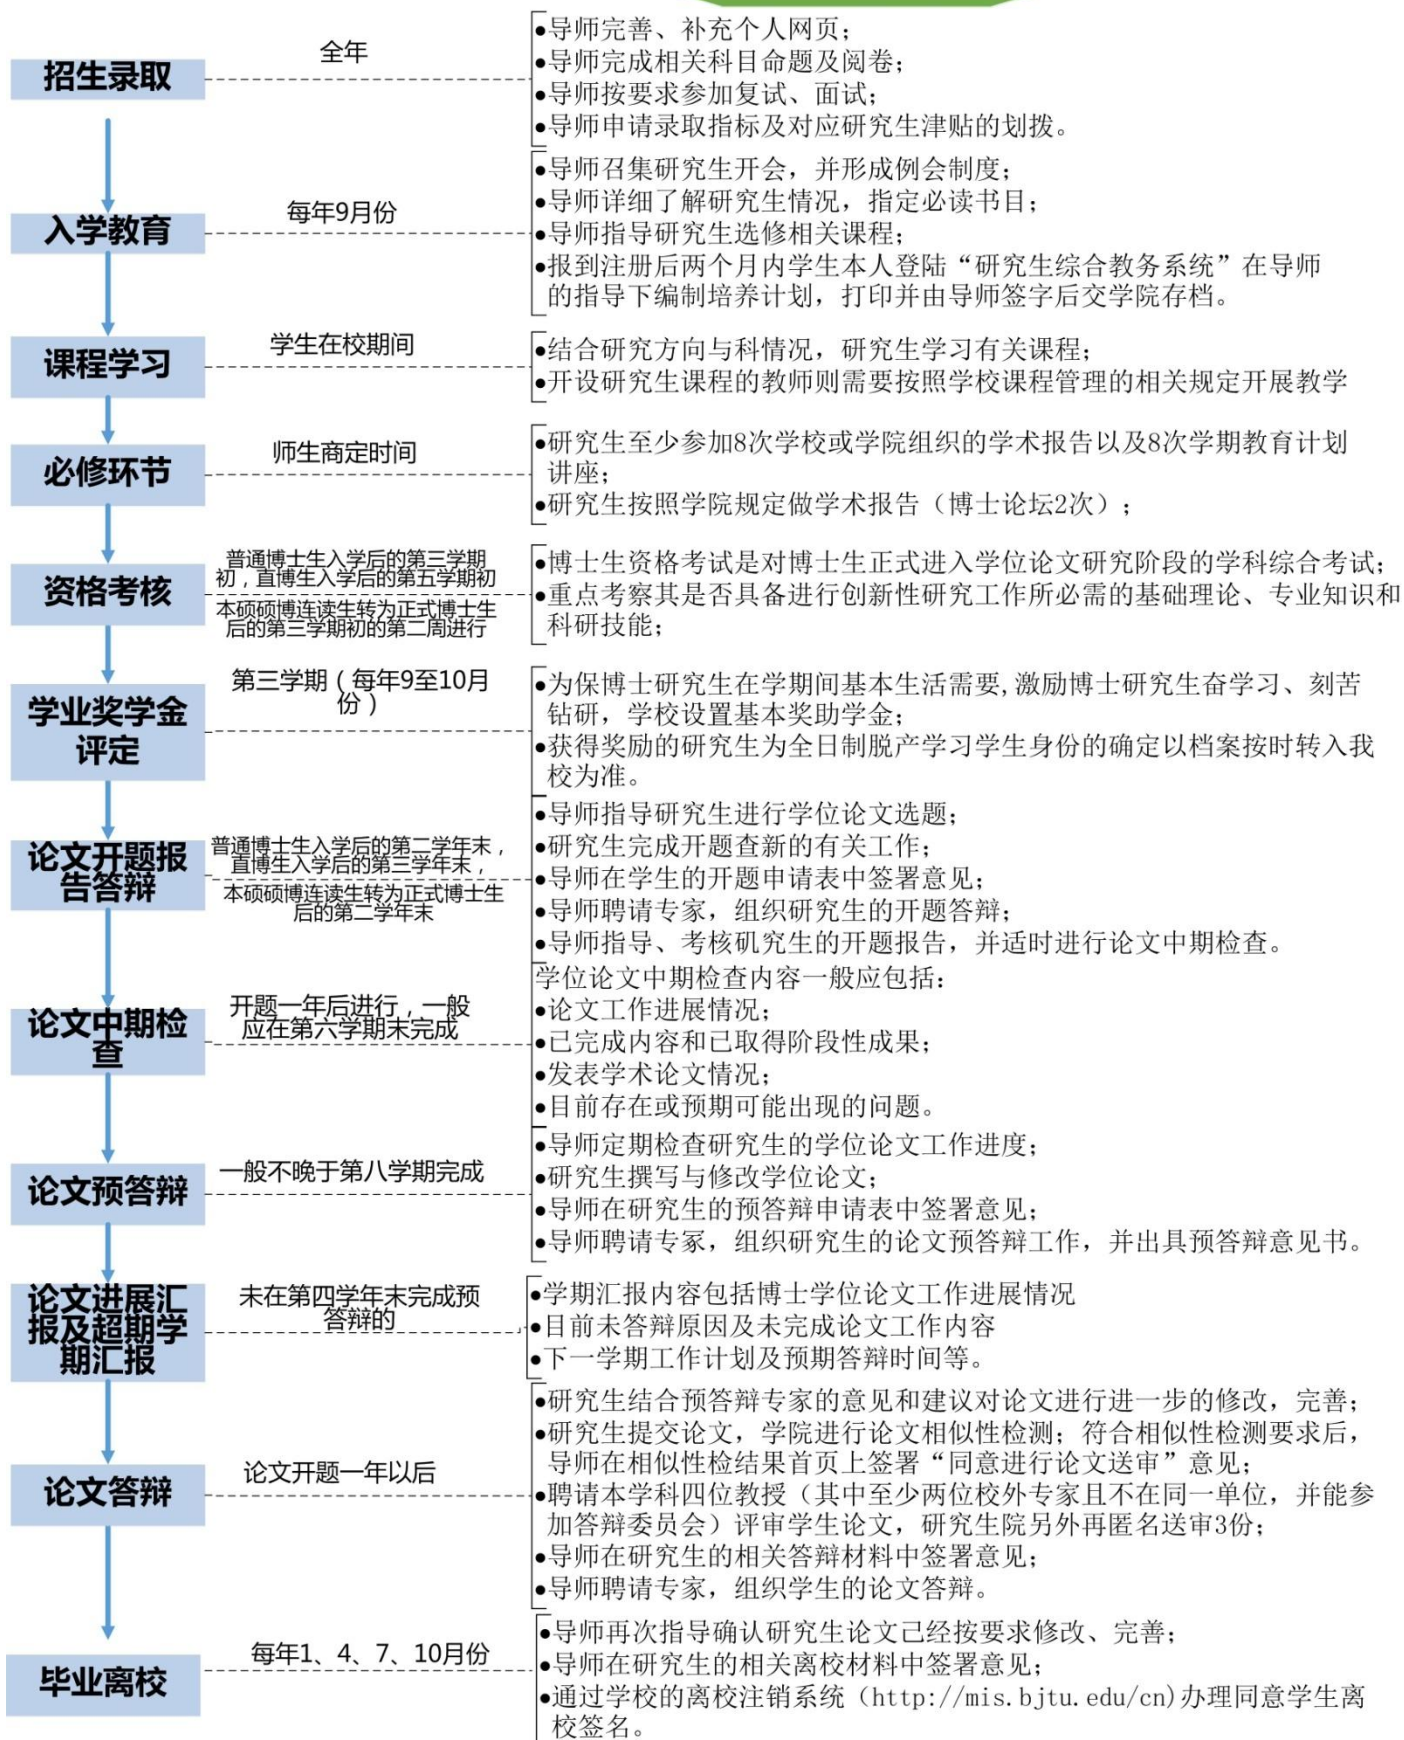 招生录取
全年
●导师完善、补充个人网页；
●导师完成相关科目命题及阅卷；
●导师按要求参加复试、面试；
●导师申请录取指标及对应研究生津贴的划拨。
入学教育
每年9月份
●导师召集研究生开会，并形成例会制度；
●导师详细了解研究生情况，指定必读书目；
●导师指导研究生选修相关课程；
●报到注册后两个月内学生本人登陆“研究生综合教务系统”在导师
的指导下编制培养计划，打印并由导师签字后交学院存档。
课程学习
学生在校期间
●结合研究方向与科情况，研究生学习有关课程；
●开设研究生课程的教师则需要按照学校课程管理的相关规定开展教学
必修环节
师生商定时间
●研究生至少参加8次学校或学院组织的学术报告以及8次学期教育计划
讲座；
●研究生按照学院规定做学术报告（博士论坛2次）；
资格考核
普通博士生入学后的第三学期
初，直博生入学后的第五学期初
本硕硕博连读生转为正式博士生
后的第三学期初的第二周进行
●博士生资格考试是对博士生正式进入学位论文研究阶段的学科综合考试；
●重点考察其是否具备进行创新性研究工作所必需的基础理论、专业知识和
科研技能；
学业奖学金
评定
第三学期（每年9至10月
份）
●为保博士研究生在学期间基本生活需要,激励博士研究生奋学习、刻苦
钻研，学校设置基本奖助学金；
●获得奖励的研究生为全日制脱产学习学生身份的确定以档案按时转入我
校为准。
论文开题报
告答辩
普通博士生入学后的第二学年末，
直博生入学后的第三学年末，
本硕硕博连读生转为正式博士生
后的第二学年末
●导师指导研究生进行学位论文选题；
●研究生完成开题查新的有关工作；
●导师在学生的开题申请表中签署意见；
●导师聘请专家，组织研究生的开题答辩；
●导师指导、考核矶究生的开题报告，并适时进行论文中期检查。
论文中期检
查
开题一年后进行，一般
应在第六学期末完成
学位论文中期检查内容一般应包括：
●论文工作进展情况；
●已完成内容和已取得阶段性成果；
●发表学术论文情况；
●目前存在或预期可能出现的问题。
论文预答辩
一般不晚于第八学期完成
●导师定期检查研究生的学位论文工作进度；
●研究生撰写与修改学位论文；
●导师在研究生的预答辩申请表中签署意见；
●导师聘请专冢，组织研究生的论文预答辩工作，并出具预答辩意见书。
论文进展汇
报及超期学
期汇报
未在第四学年末完成预
答辩的
●学期汇报内容包括博士学位论文工作进展情况
●目前未答辩原因及未完成论文工作内容
●下一学期工作计划及预期答辩时间等。
论文答辩
论文开题一年以后
●研究生结合预答辩专家的意见和建议对论文进行进一步的修改，完善；
●研究生提交论文，学院进行论文相似性检测；符合相似性检测要求后，
导师在相似性检结果首页上签署“同意进行论文送审”意见；
●聘请本学科四位教授（其中至少两位校外专家且不在同一单位，并能参
加答辩委员会）评审学生论文，研究生院另外再匿名送审3份；
●导师在研究生的相关答辩材料中签署意见；
●导师聘请专家，组织学生的论文答辩。
毕业离校
每年1、4、7、10月份
●导师再次指导确认研究生论文己经按要求修改、完善；
●导师在研究生的相关离校材料中签署意见；
●通过学校的离校注销系统（http://mis.bjtu.edu/cn)办理同意学生离
校签名。